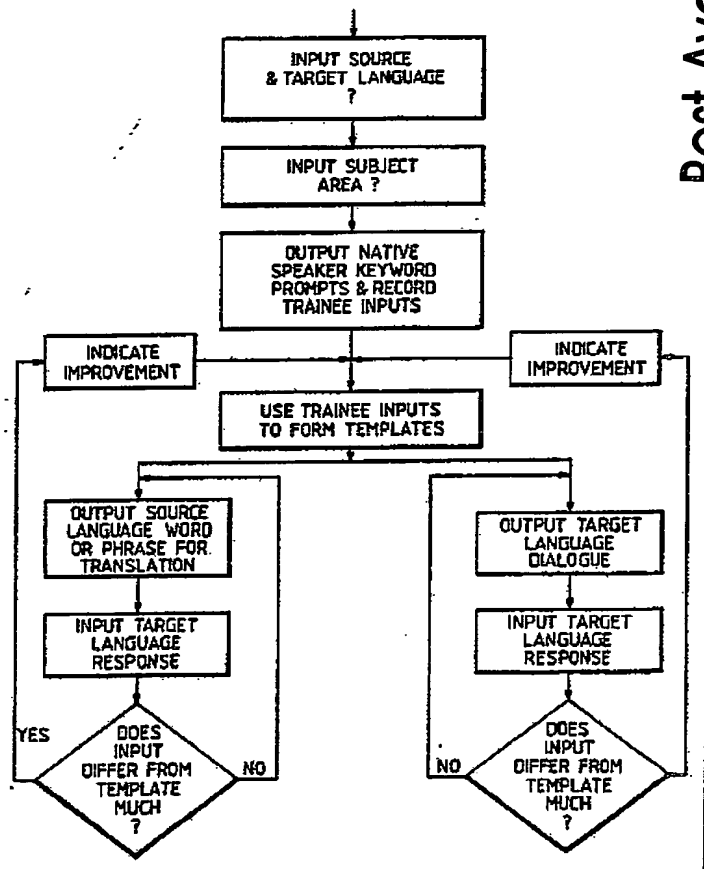 INPUT SOURCE
& TARGET LANGUAGE
?
INPUT SUBJECT
AREA ?
OUTPUT NATIVE
SPEAKER KEYWORD
PROMPTS & RECORD
TRAINEE INPUTS
INDICATE
IMPROVEMENT
INDICATE
IMPROVEMENT
USE TRAINEE INPUTS
TO FORM TEMPLATES
OUTPUT SOURCE
LANGUAGE WORD
OR PHRASE FOR
TRANSLATION
OUTPUT TARGET
LANGUAGE
DIALOGUE
INPUT TARGET
LANGUAGE
RESPONSE
INPUT TARGET
LANGUAGE
RESPONSE
YES
DOES
INPUT
DIFFER FROM
TEMPLATE
MUCH
?
NO
NO
DOES
INPUT
DIFFER FROM
TEMPLATE
MUCH
?
Best